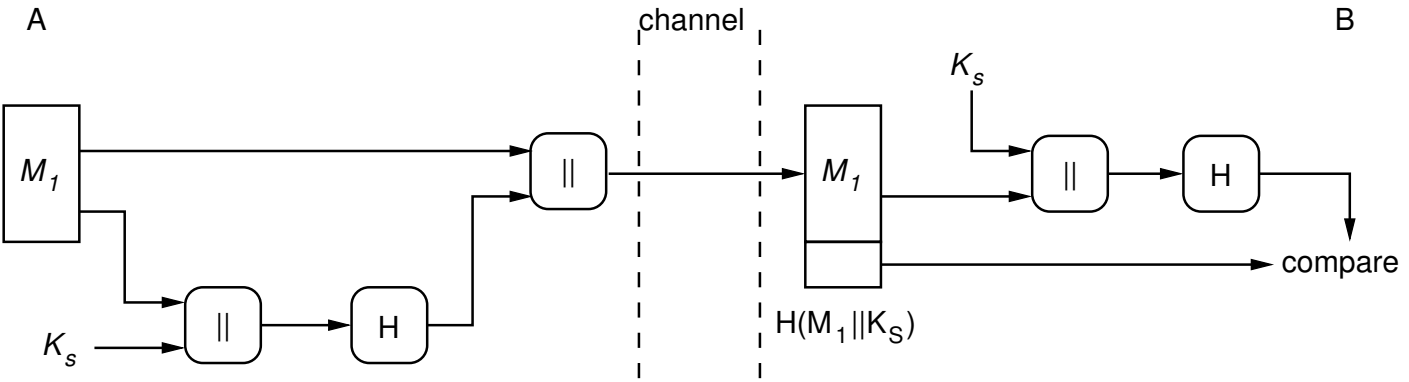 A
channel
B
K_s
M_1
||
M_1
||
H
compare
||
H
H(M_1||K_S)
K_s